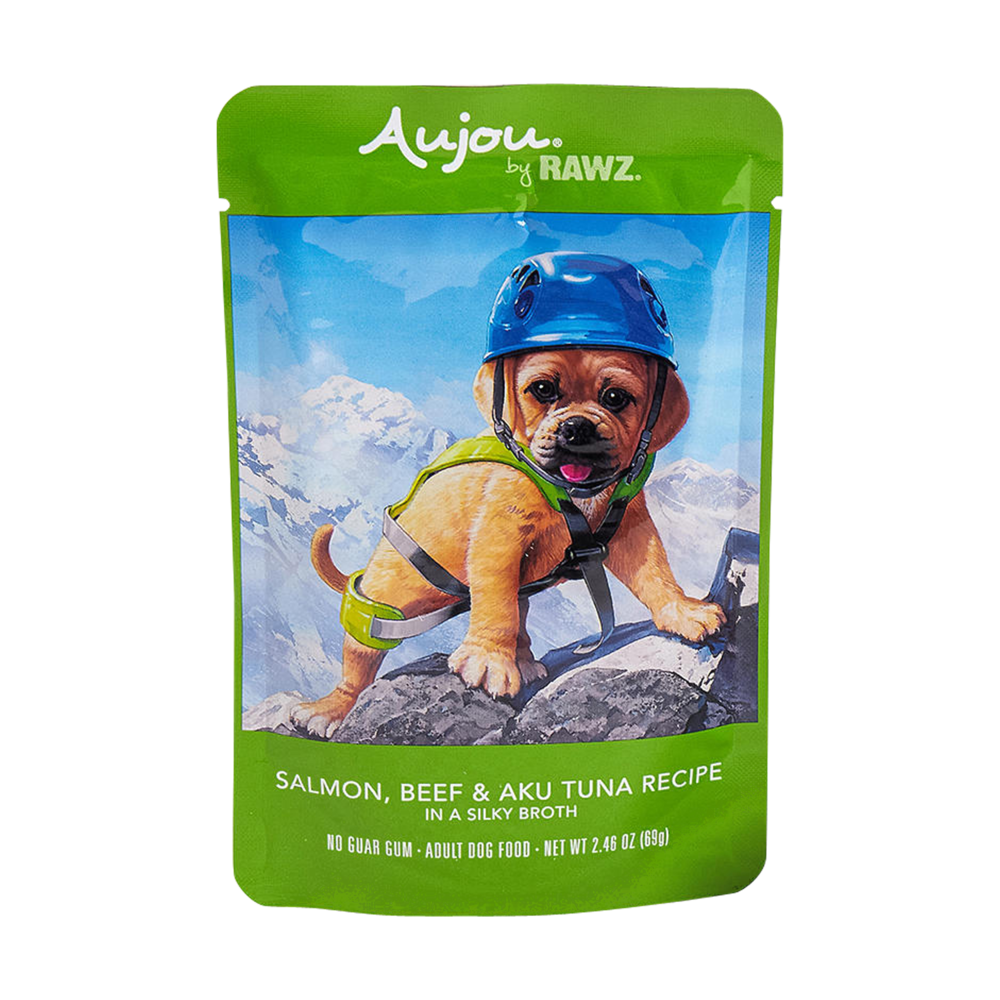 Aujou®
by RAWZ®
SALMON, BEEF & AKU TUNA RECIPE
IN A SILKY BROTH
NO GUAR GUM · ADULT DOG FOOD · NET WT 2.46 OZ (69g)